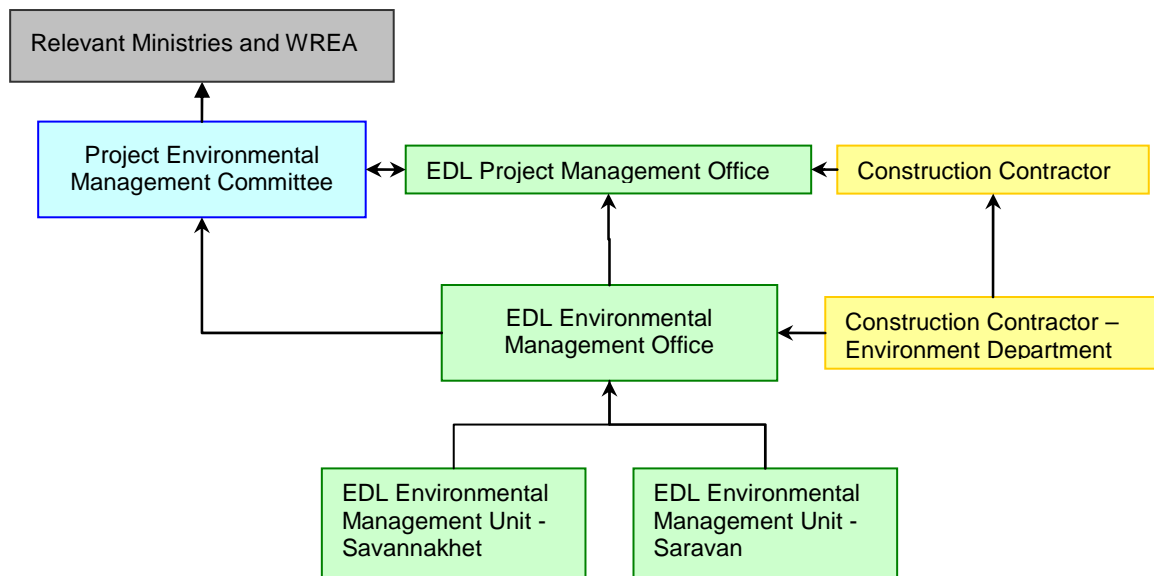 Relevant Ministries and WREA
Project Environmental
Management Committee
EDL Project Management Office
Construction Contractor
EDL Environmental
Management Office
Construction Contractor –
Environment Department
EDL Environmental
Management Unit -
Savannakhet
EDL Environmental
Management Unit -
Saravan